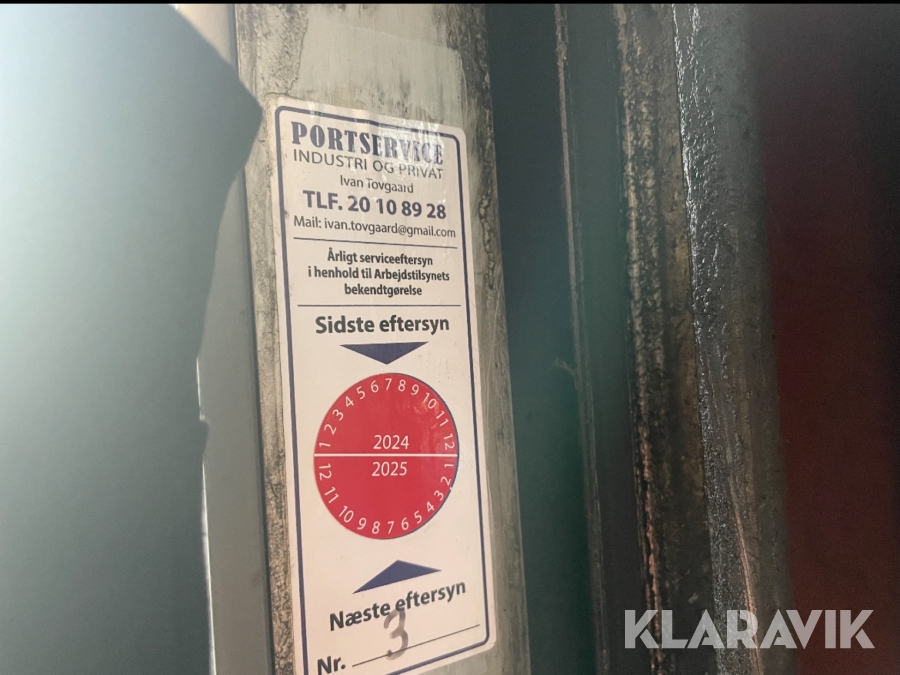 PORTSERVICE
INDUSTRI OG PRIVAT
Ivan Tovgaard
TLF. 20 10 89 28
Mail: ivan.tovgaard@gmail.com
Årligt serviceeftersyn
i henhold til Arbejdstilsynets
bekendtgørelse
Sidste eftersyn
1 2 3 4 5 6 7 8 9 10 11 12
2024
2025
12 11 10 9 8 7 6 5 4 3 2 1
Næste eftersyn
Nr. 3
KLARAVIK